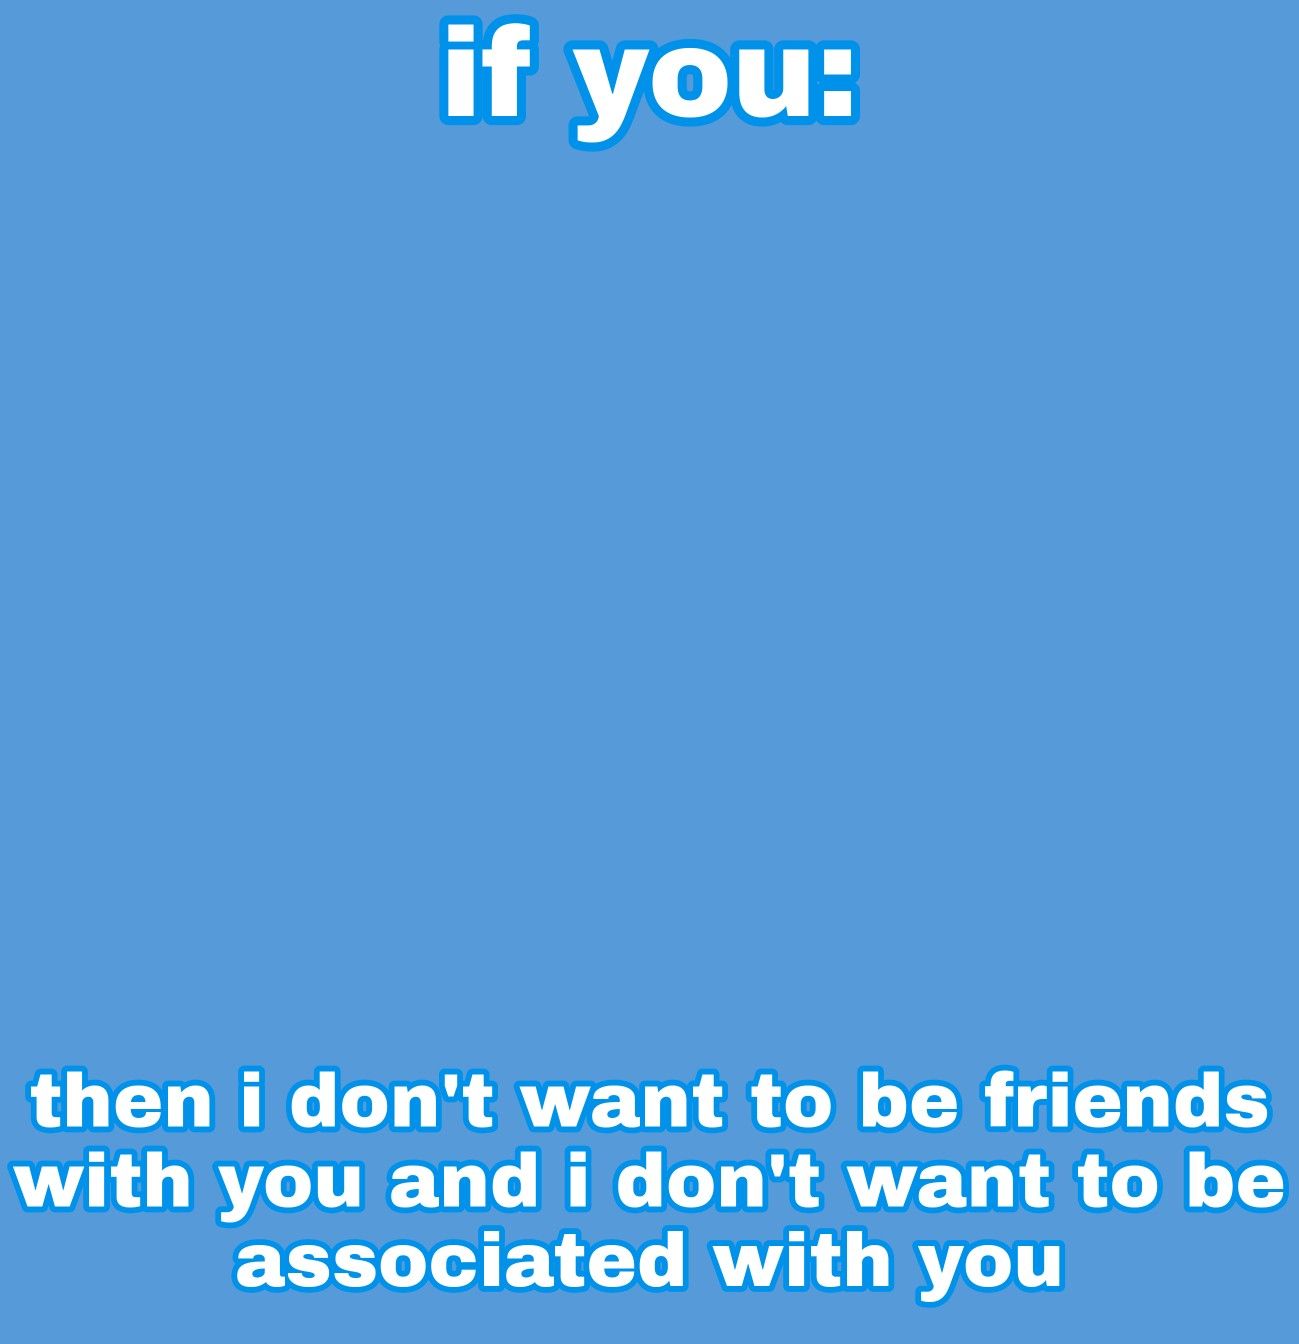 if you:
then i don't want to be friends
with you and i don't want to be
associated with you